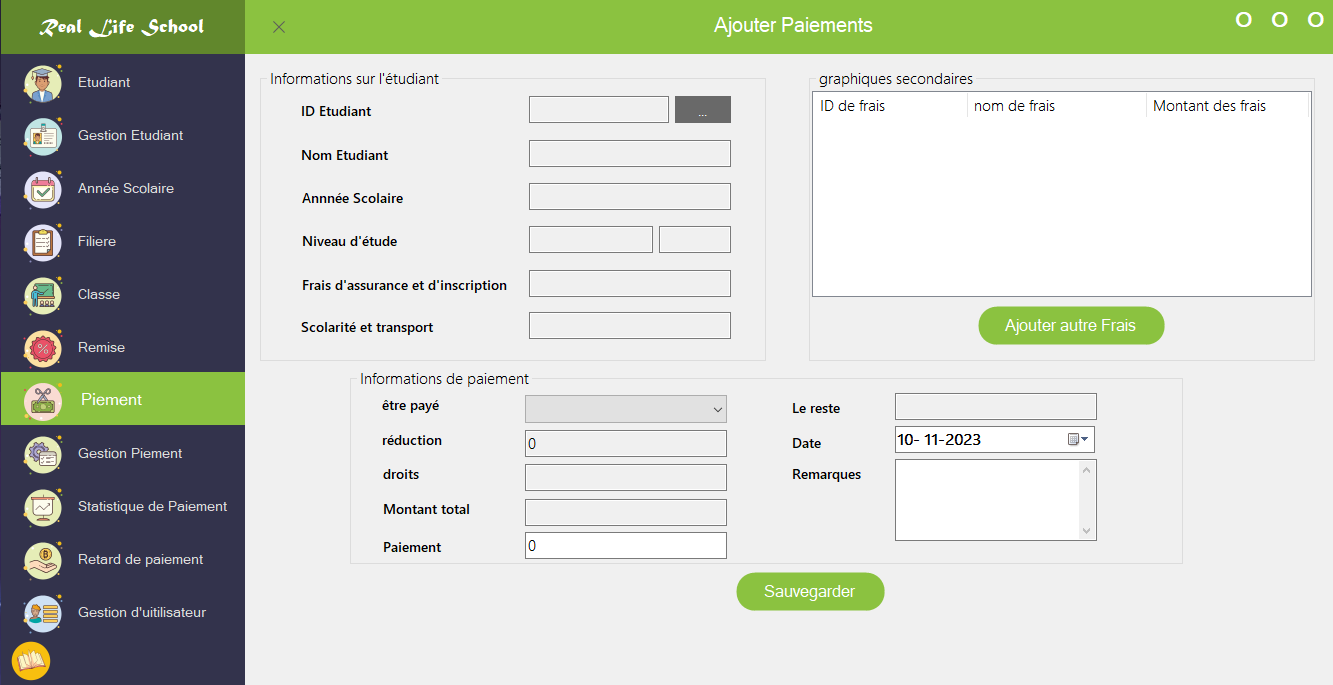 Real Life School
Ajouter Paiements
Etudiant
Gestion Etudiant
Année Scolaire
Filiere
Classe
Remise
Piement
Gestion Piement
Statistique de Paiement
Retard de paiement
Gestion d'uitilisateur
Informations sur l'étudiant
ID Etudiant
...
Nom Etudiant
Annnée Scolaire
Niveau d'étude
Frais d'assurance et d'inscription
Scolarité et transport
graphiques secondaires
ID de frais nom de frais Montant des frais
Ajouter autre Frais
Informations de paiement
être payé
réduction 0
droits
Montant total
Paiement 0
Le reste
Date 10- 11-2023
Remarques
Sauvegarder